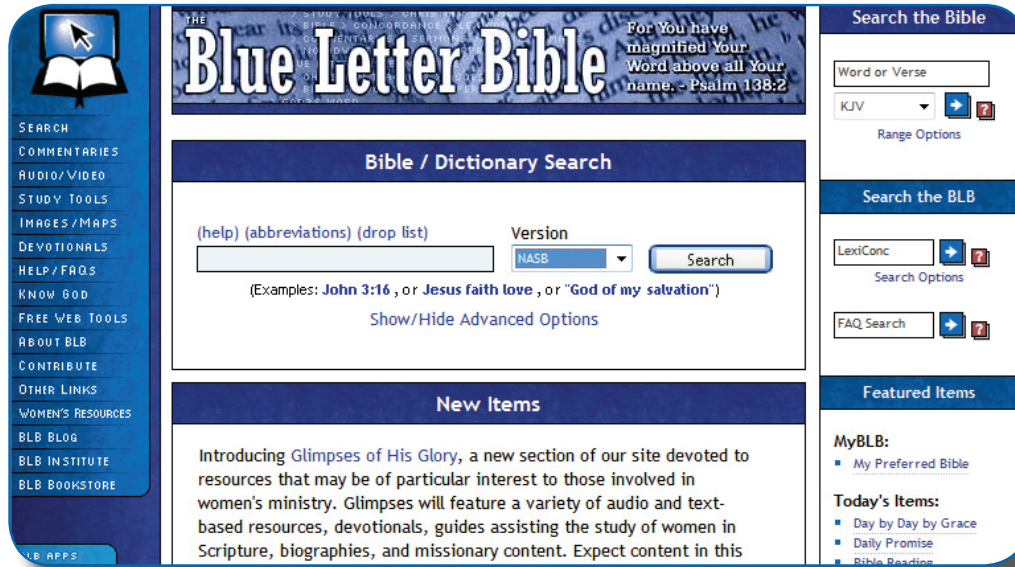 SEARCH
COMMENTARIES
AUDIO/VIDEO
STUDY TOOLS
IMAGES/MAPS
DEVOTIONALS
HELP/FAQS
KNOW GOD
FREE WEB TOOLS
ABOUT BLB
CONTRIBUTE
OTHER LINKS
WOMEN'S RESOURCES
BLB BLOG
BLB INSTITUTE
BLB BOOKSTORE
APPS
THE
Blue Letter Bible
For You have
magnified Your
Word above all Your
name. - Psalm 138:2
Bible / Dictionary Search
(help) (abbreviations) (drop list)
Version
NASB
Search
(Examples: John 3:16 , or Jesus faith love , or "God of my salvation")
Show/Hide Advanced Options
New Items
Introducing Glimpses of His Glory, a new section of our site devoted to
resources that may be of particular interest to those involved in
women's ministry. Glimpses will feature a variety of audio and text-
based resources, devotionals, guides assisting the study of women in
Scripture, biographies, and missionary content. Expect content in this
Search the Bible
Word or Verse
KJV
?
Range Options
Search the BLB
LexiConc
?
Search Options
FAQ Search
?
Featured Items
MyBLB:
My Preferred Bible
Today's Items:
Day by Day by Grace
Daily Promise
Bible Reading